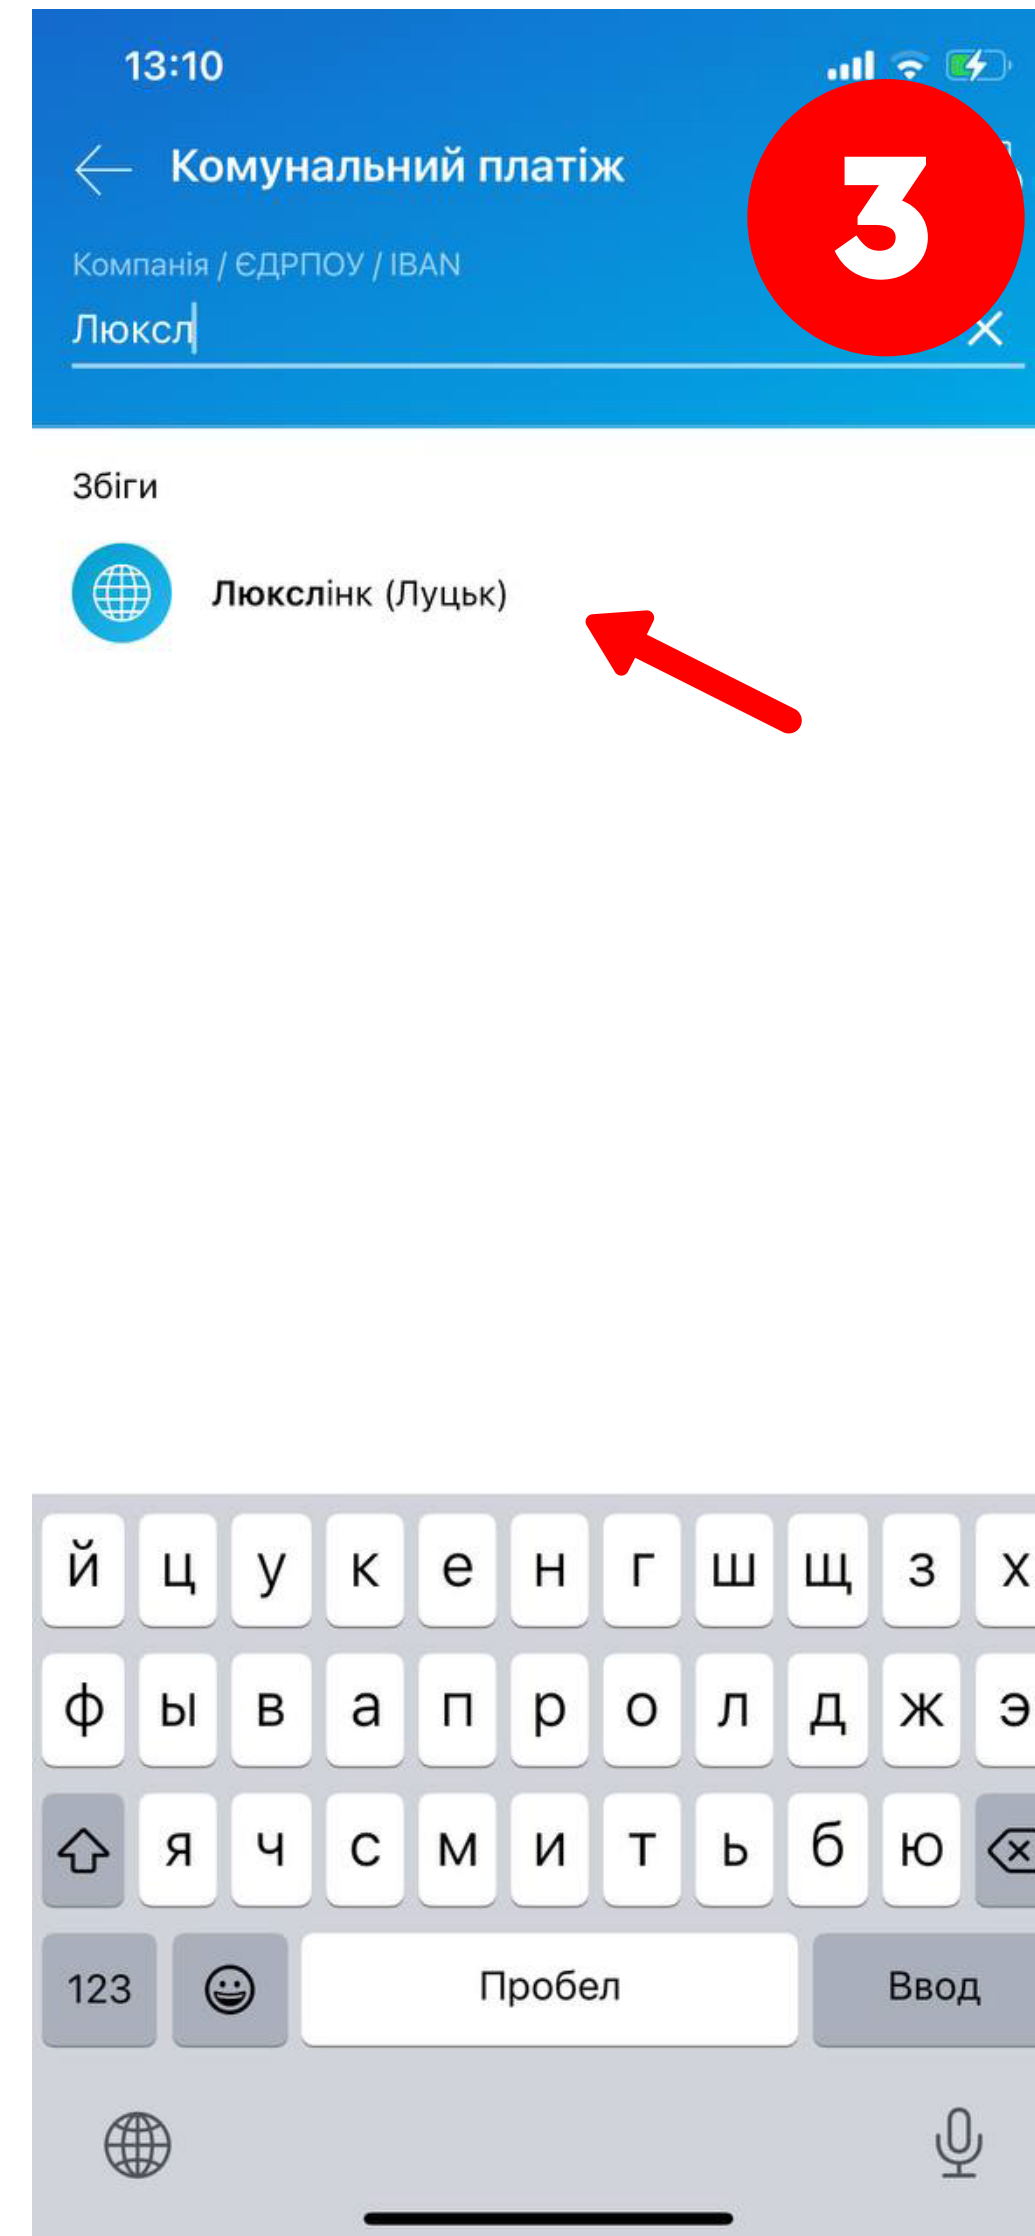 13:10
Комунальний платіж
3
Компанія / ЄДРПОУ / IBAN
Люксл
Збіги
Люкслінк (Луцьк)
й ц у к е н г ш щ з х
ф ы в а п р о л д ж э
я ч с м и т ь б ю
123 Пробел Ввод